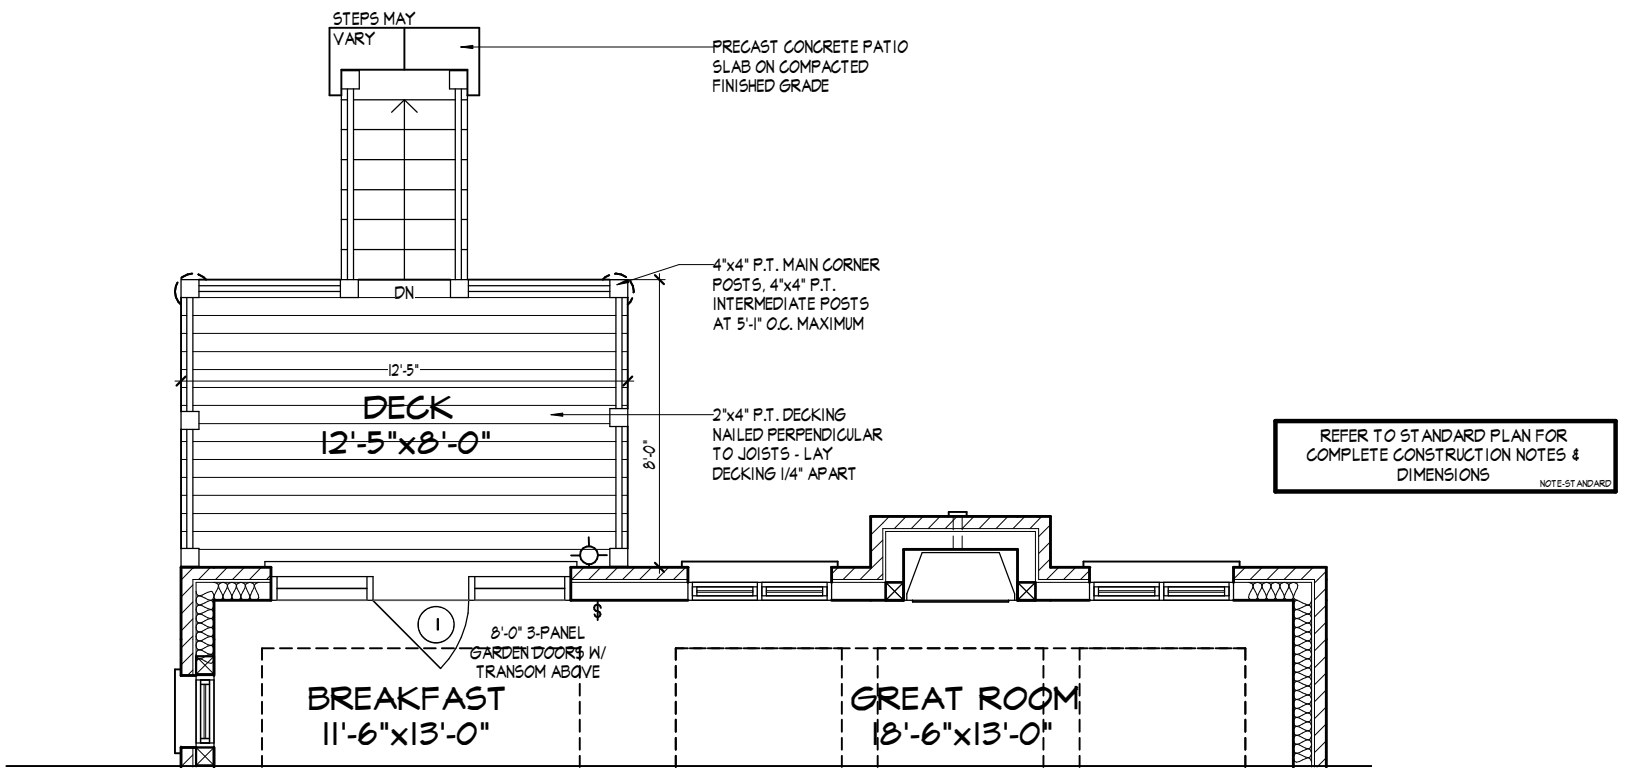 STEPS MAY
VARY
PRECAST CONCRETE PATIO
SLAB ON COMPACTED
FINISHED GRADE
4"x4" P.T. MAIN CORNER
POSTS, 4"x4" P.T.
INTERMEDIATE POSTS
AT 5'-1" O.C. MAXIMUM
DN
12'-5"
DECK
12'-5"x8'-0"
8'-0"
2"x4" P.T. DECKING
NAILED PERPENDICULAR
TO JOISTS - LAY
DECKING 1/4" APART
REFER TO STANDARD PLAN FOR
COMPLETE CONSTRUCTION NOTES &
DIMENSIONS
NOTE-STANDARD
$
1
8'-0" 3-PANEL
GARDEN DOORS W/
TRANSOM ABOVE
BREAKFAST
11'-6"x13'-0"
GREAT ROOM
18'-6"x13'-0"